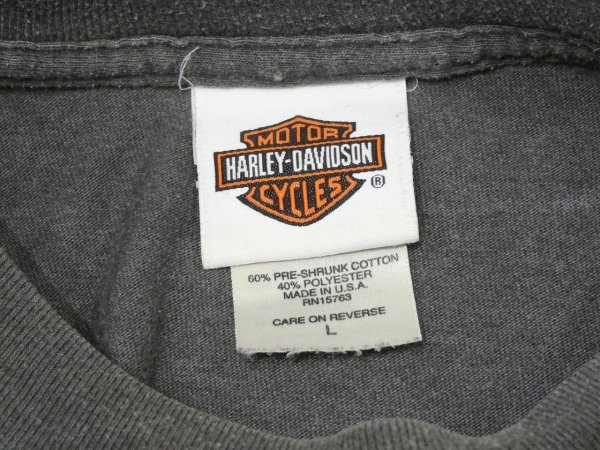 MOTOR
HARLEY-DAVIDSON
CYCLES ®
60% PRE-SHRUNK COTTON
40% POLYESTER
MADE IN U.S.A.
RN15763
CARE ON REVERSE
L